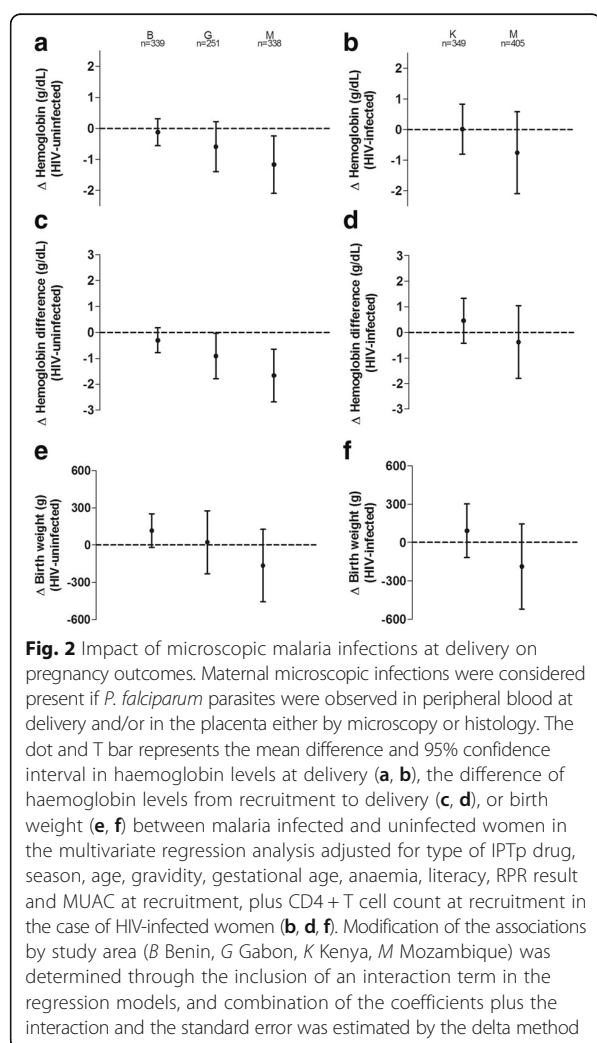 a
B G M
n=339 n=251 n=338
Δ Hemoglobin (g/dL)
(HIV-uninfected)
2
1
0
-1
-2
b
K M
n=349 n=405
Δ Hemoglobin (g/dL)
(HIV-infected)
2
1
0
-1
-2
c
Δ Hemoglobin difference (g/dL)
(HIV-uninfected)
3
2
1
0
-1
-2
-3
d
Δ Hemoglobin difference (g/dL)
(HIV-infected)
3
2
1
0
-1
-2
-3
e
Δ Birth weight (g)
(HIV-uninfected)
600
300
0
-300
-600
f
Δ Birth weight (g)
(HIV-infected)
600
300
0
-300
-600
Fig. 2 Impact of microscopic malaria infections at delivery on
pregnancy outcomes. Maternal microscopic infections were considered
present if P. falciparum parasites were observed in peripheral blood at
delivery and/or in the placenta either by microscopy or histology. The
dot and T bar represents the mean difference and 95% confidence
interval in haemoglobin levels at delivery (a, b), the difference of
haemoglobin levels from recruitment to delivery (c, d), or birth
weight (e, f) between malaria infected and uninfected women in
the multivariate regression analysis adjusted for type of IPTp drug,
season, age, gravidity, gestational age, anaemia, literacy, RPR result
and MUAC at recruitment, plus CD4 + T cell count at recruitment in
the case of HIV-infected women (b, d, f). Modification of the associations
by study area (B Benin, G Gabon, K Kenya, M Mozambique) was
determined through the inclusion of an interaction term in the
regression models, and combination of the coefficients plus the
interaction and the standard error was estimated by the delta method